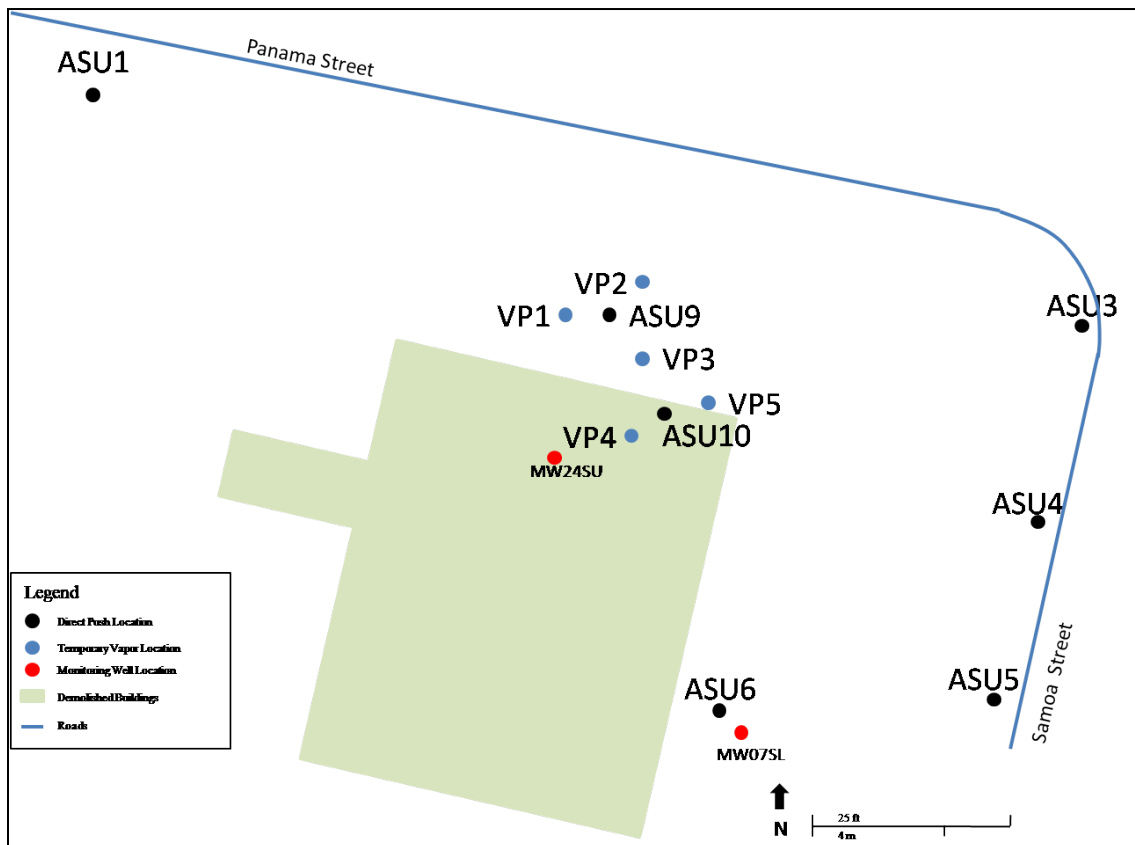 Panama Street
ASU1
VP2
ASU3
VP1
ASU9
VP3
VP5
VP4
ASU10
MW24SU
ASU4
Legend
Direct Push Location
Temporary Vapor Location
Monitoring Well Location
Demolished Buildings
Roads
ASU6
ASU5
Samoa Street
MW07SL
N
25 ft
4 m